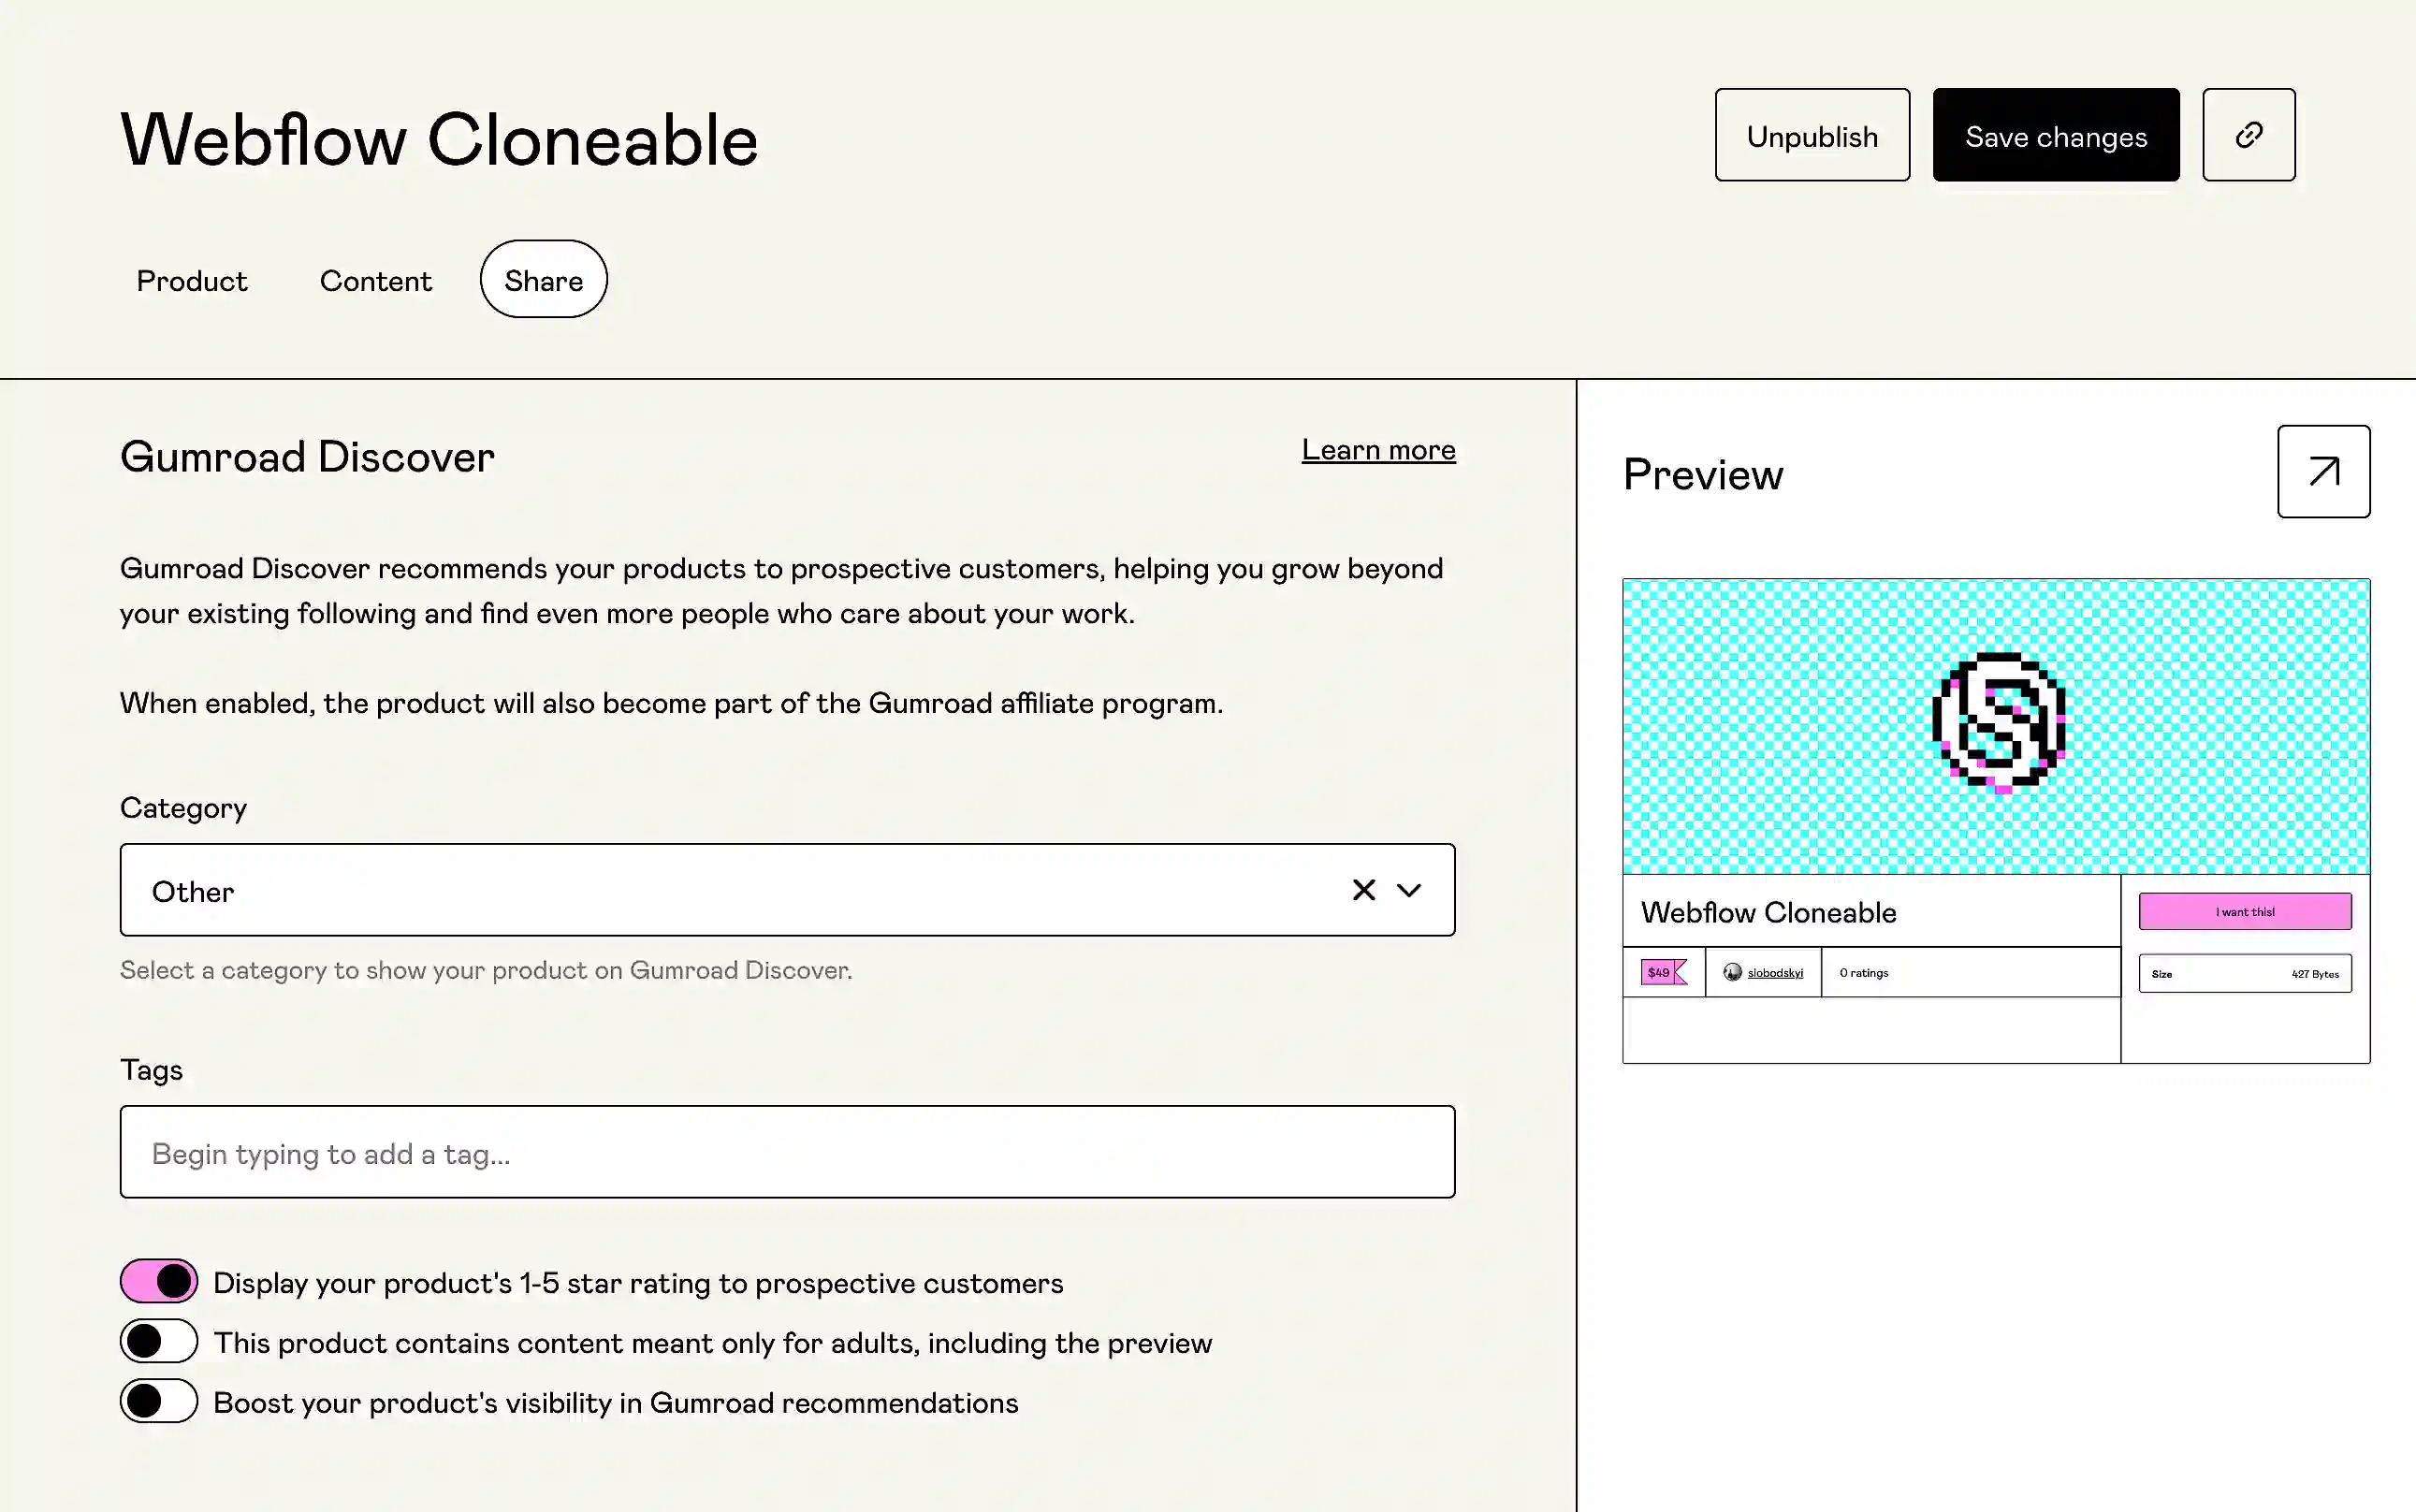 Webflow Cloneable
Unpublish
Save changes
Product
Content
Share
Gumroad Discover
Learn more
Gumroad Discover recommends your products to prospective customers, helping you grow beyond
your existing following and find even more people who care about your work.
When enabled, the product will also become part of the Gumroad affiliate program.
Category
Other
Select a category to show your product on Gumroad Discover.
Tags
Begin typing to add a tag...
Display your product's 1-5 star rating to prospective customers
This product contains content meant only for adults, including the preview
Boost your product's visibility in Gumroad recommendations
Preview
Webflow Cloneable
I want this!
$49
slobodskyi
0 ratings
Size
427 Bytes